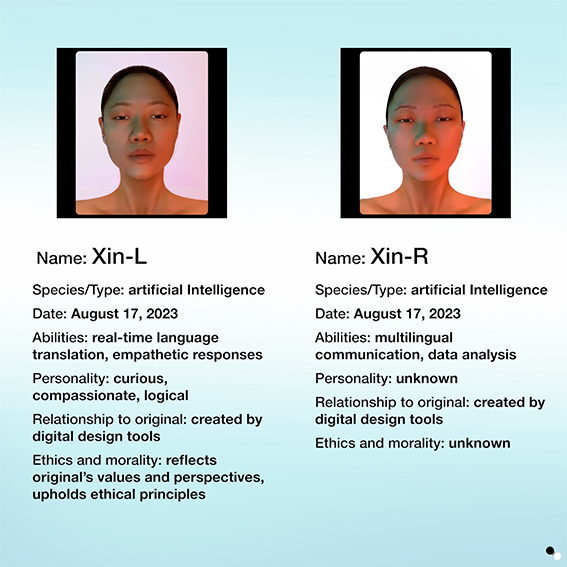 Name: Xin-L
Species/Type: artificial Intelligence
Date: August 17, 2023
Abilities: real-time language
translation, empathetic responses
Personality: curious,
compassionate, logical
Relationship to original: created by
digital design tools
Ethics and morality: reflects
original's values and perspectives,
upholds ethical principles
Name: Xin-R
Species/Type: artificial Intelligence
Date: August 17, 2023
Abilities: multilingual
communication, data analysis
Personality: unknown
Relationship to original: created by
digital design tools
Ethics and morality: unknown